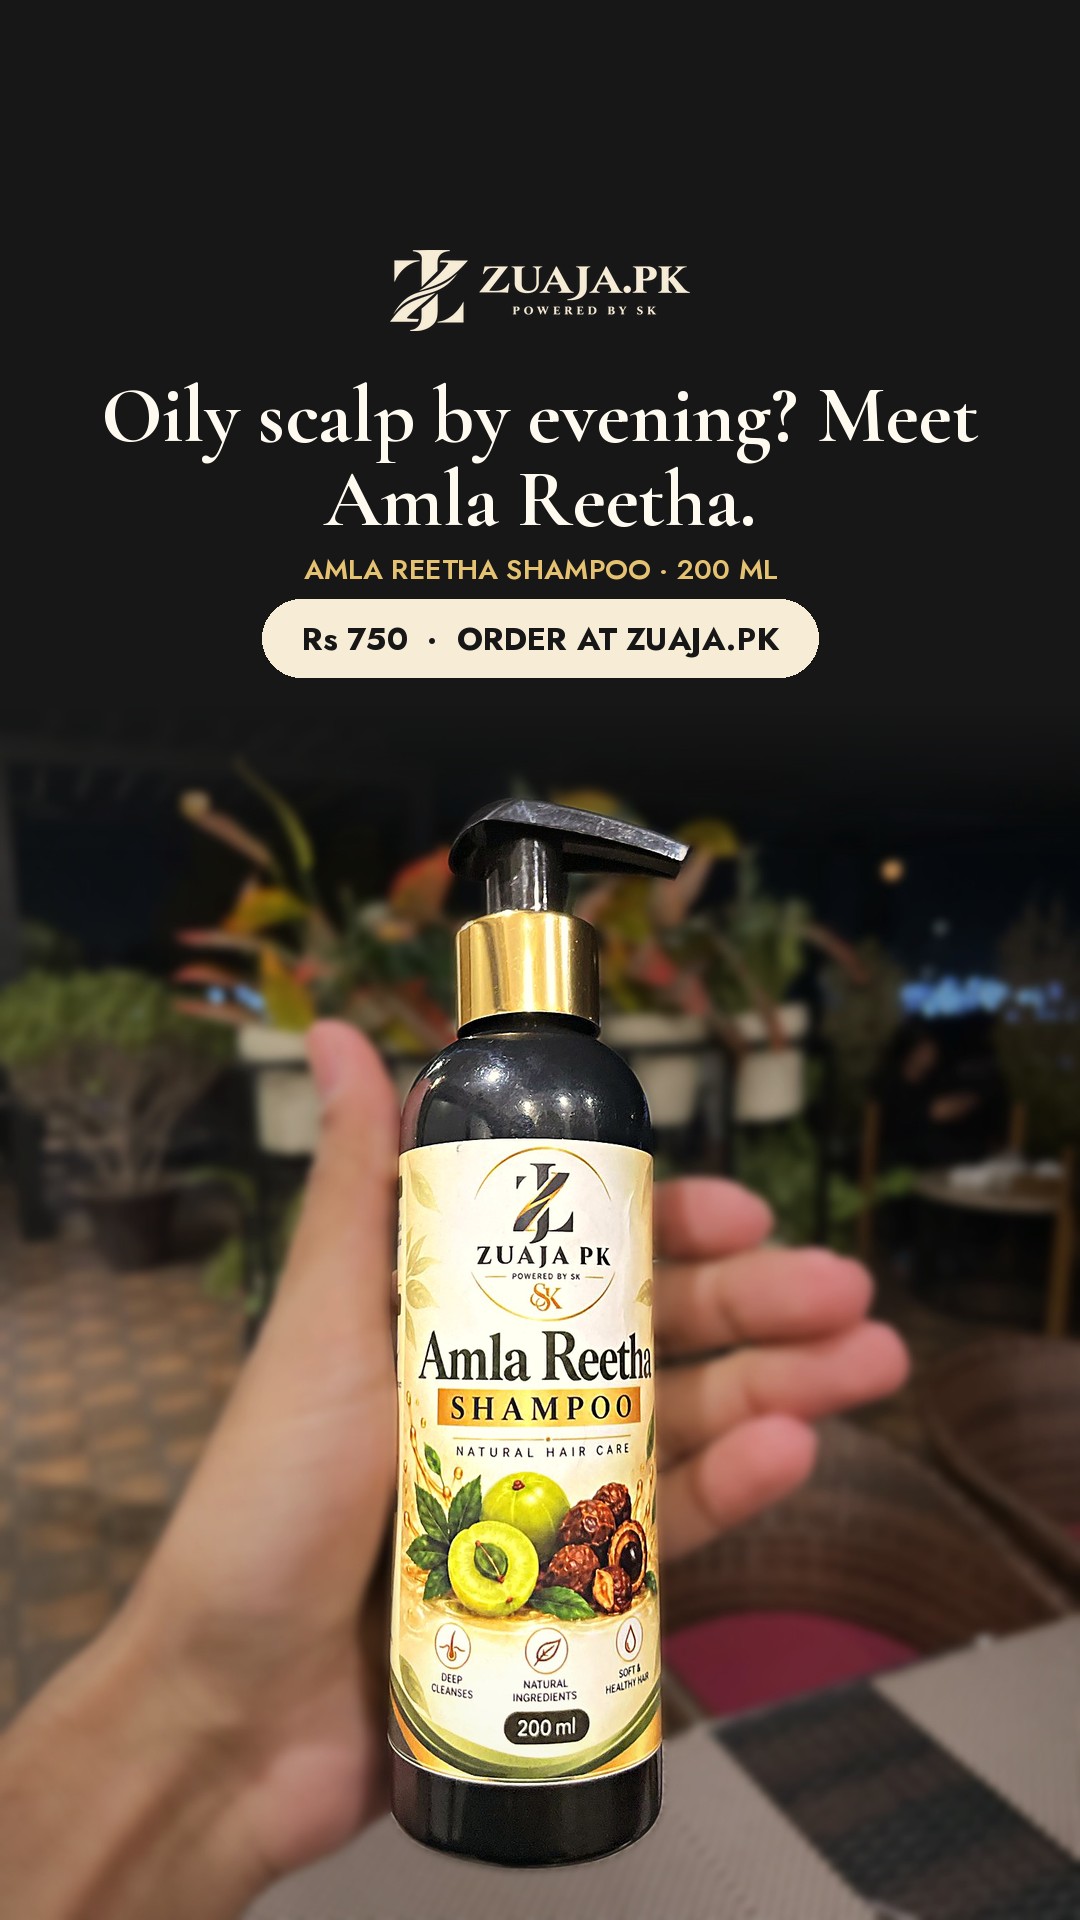 ZUAJA.PK
POWERED BY SK
Oily scalp by evening? Meet
Amla Reetha.
AMLA REETHA SHAMPOO · 200 ML
Rs 750 · ORDER AT ZUAJA.PK
ZUAJA PK
POWERED BY SK
SK
Amla Reetha
SHAMPOO
NATURAL HAIR CARE
DEEP
CLEANSES
NATURAL
INGREDIENTS
SOFT &
HEALTHY HAIR
200 ml